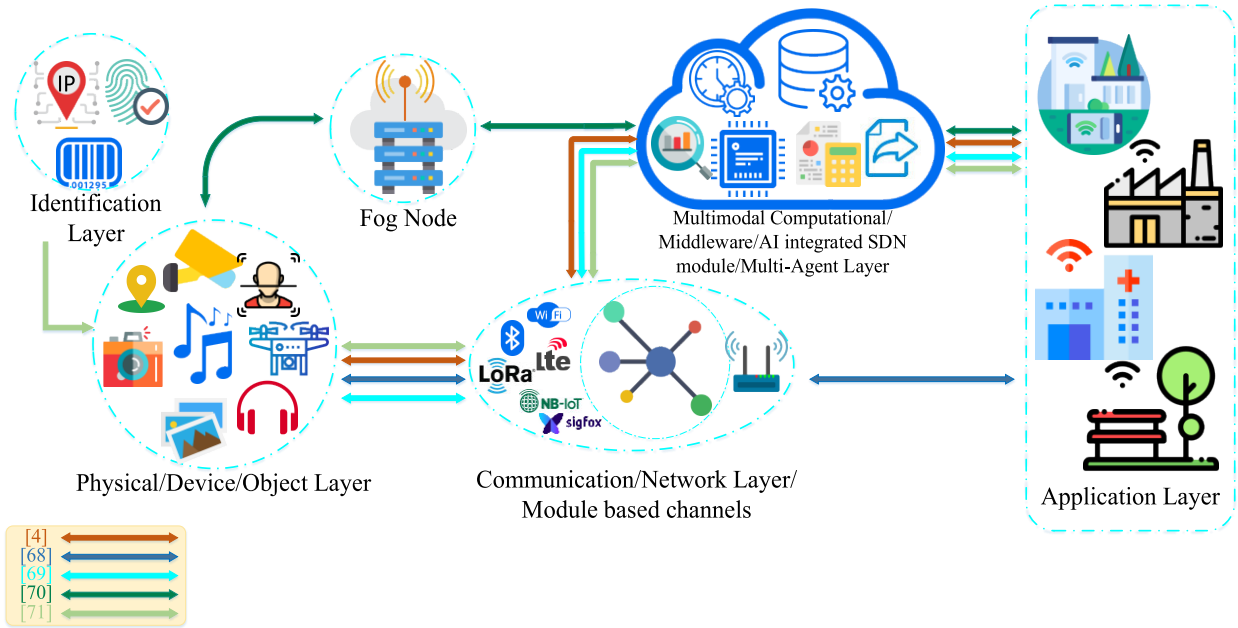 IP
001295
Identification
Layer
Fog Node
Multimodal Computational/
Middleware/AI integrated SDN
module/Multi-Agent Layer
Wi Fi
LoRa
Lte
NB-IoT
sigfox
Physical/Device/Object Layer
Communication/Network Layer/
Module based channels
Application Layer
[4]
[68]
[69]
[70]
[71]